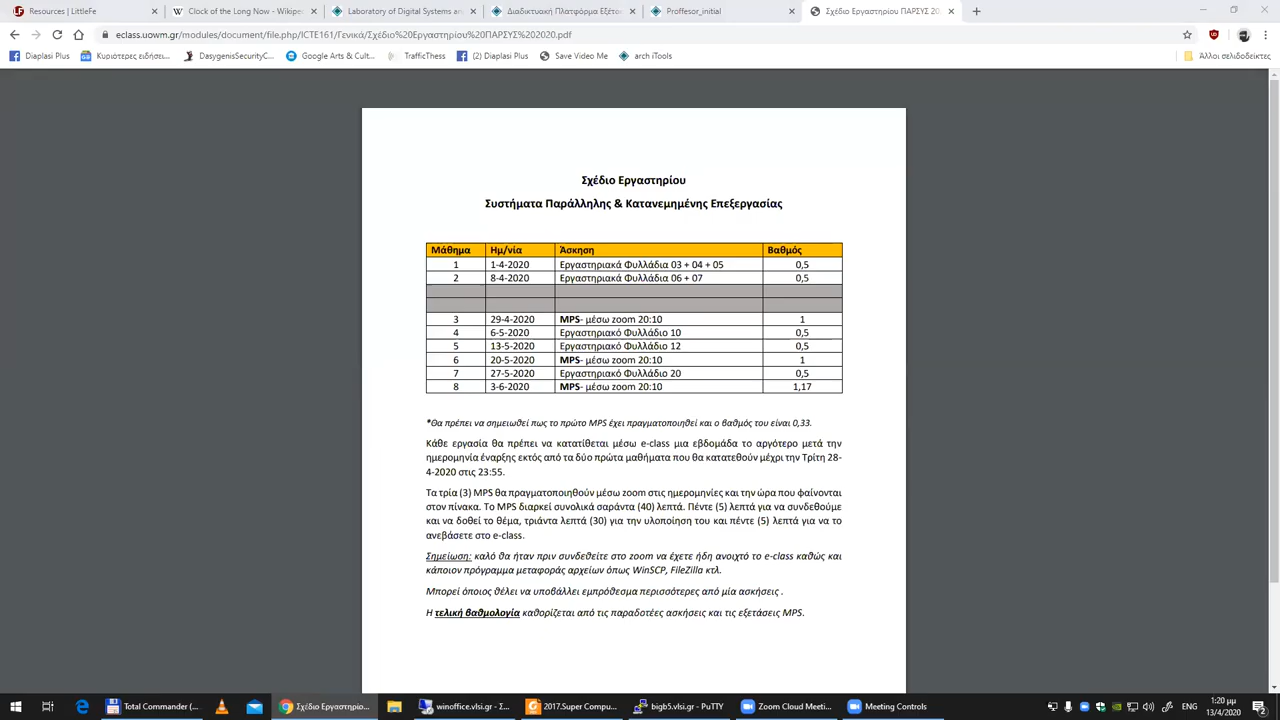 Resources | LittleFe
Clock of the Long Now - Wikipe
Laboratory of Digital Systems an
Διαδικτυακή Πλατφόρμα Εξέτα
Proffesor_initial
Σχέδιο Εργαστηρίου ΠΑΡΣΥΣ 20
eclass.uowm.gr/modules/document/file.php/ICTE161/Γενικά/Σχέδιο%20Εργαστηρίου%20ΠΑΡΣΥΣ%202020.pdf
Diaplasi Plus
Κυριότερες ειδήσει...
DasygenisSecurityC...
Google Arts & Cult...
TrafficThess
(2) Diaplasi Plus
Save Video Me
arch iTools
Άλλοι σελιδοδείκτες
Σχέδιο Εργαστηρίου
Συστήματα Παράλληλης & Κατανεμημένης Επεξεργασίας
Μάθημα Ημ/νία Άσκηση Βαθμός
1 1-4-2020 Εργαστηριακά Φυλλάδια 03 + 04 + 05 0,5
2 8-4-2020 Εργαστηριακά Φυλλάδια 06 + 07 0,5
3 29-4-2020 MPS- μέσω zoom 20:10 1
4 6-5-2020 Εργαστηριακό Φυλλάδιο 10 0,5
5 13-5-2020 Εργαστηριακό Φυλλάδιο 12 0,5
6 20-5-2020 MPS- μέσω zoom 20:10 1
7 27-5-2020 Εργαστηριακό Φυλλάδιο 20 0,5
8 3-6-2020 MPS- μέσω zoom 20:10 1,17
*Θα πρέπει να σημειωθεί πως το πρώτο MPS έχει πραγματοποιηθεί και ο βαθμός του είναι 0,33.
Κάθε εργασία θα πρέπει να κατατίθεται μέσω e-class μια εβδομάδα το αργότερο μετά την
ημερομηνία έναρξης εκτός από τα δύο πρώτα μαθήματα που θα κατατεθούν μέχρι την Τρίτη 28-
4-2020 στις 23:55.
Τα τρία (3) MPS θα πραγματοποιηθούν μέσω zoom στις ημερομηνίες και την ώρα που φαίνονται
στον πίνακα. Το MPS διαρκεί συνολικά σαράντα (40) λεπτά. Πέντε (5) λεπτά για να συνδεθούμε
και να δοθεί το θέμα, τριάντα λεπτά (30) για την υλοποίηση του και πέντε (5) λεπτά για να το
ανεβάσετε στο e-class.
Σημείωση: καλό θα ήταν πριν συνδεθείτε στο zoom να έχετε ήδη ανοιχτό το e-class καθώς και
κάποιον πρόγραμμα μεταφοράς αρχείων όπως WinSCP, FileZilla κτλ.
Μπορεί όποιος θέλει να υποβάλλει εμπρόθεσμα περισσότερες από μία ασκήσεις .
Η τελική βαθμολογία καθορίζεται από τις παραδοτέες ασκήσεις και τις εξετάσεις MPS.
Total Commander (...
Σχέδιο Εργαστηρίο...
winoffice.vlsi.gr - Σ...
2017.Super Compu...
bigb5.vlsi.gr - PuTTY
Zoom Cloud Meeti...
Meeting Controls
ENG
1:20 μμ
13/4/2020
2